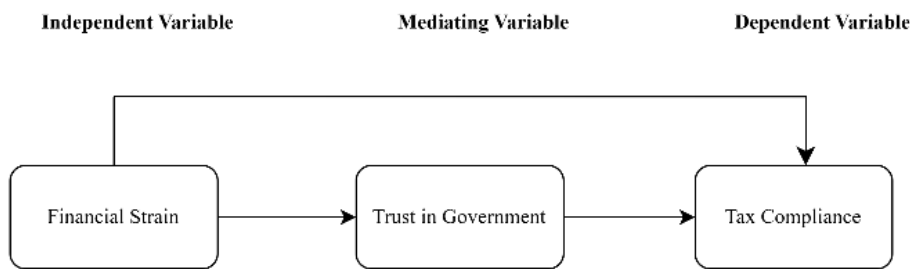 Independent Variable
Mediating Variable
Dependent Variable
Financial Strain
Trust in Government
Tax Compliance